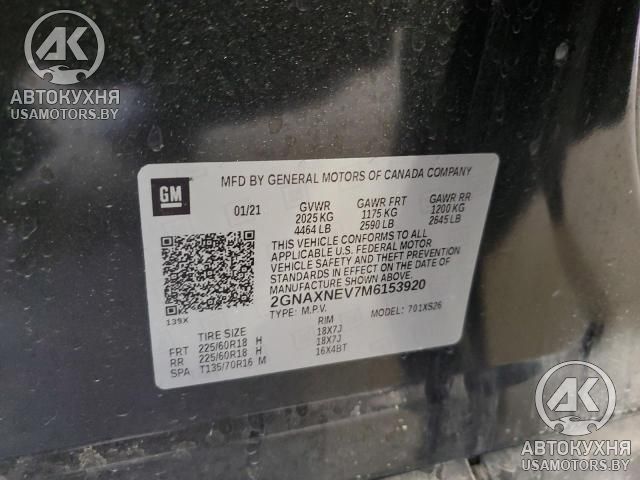 АК
АВТОКУХНЯ
USAMOTORS.BY
MFD BY GENERAL MOTORS OF CANADA COMPANY
GM
01/21 GVWR GAWR FRT GAWR RR
2025 KG 1175 KG 1200 KG
4464 LB 2590 LB 2645 LB
THIS VEHICLE CONFORMS TO ALL
APPLICABLE U.S. FEDERAL MOTOR
VEHICLE SAFETY AND THEFT PREVENTION
STANDARDS IN EFFECT ON THE DATE OF
MANUFACTURE SHOWN ABOVE.
2GNAXNEV7M6153920
139X
TYPE: M.P.V. MODEL: 701XS26
TIRE SIZE RIM
FRT 225/60R18 H 18X7J
RR 225/60R18 H 18X7J
SPA T135/70R16 M 16X4BT
АК
АВТОКУХНЯ
USAMOTORS.BY